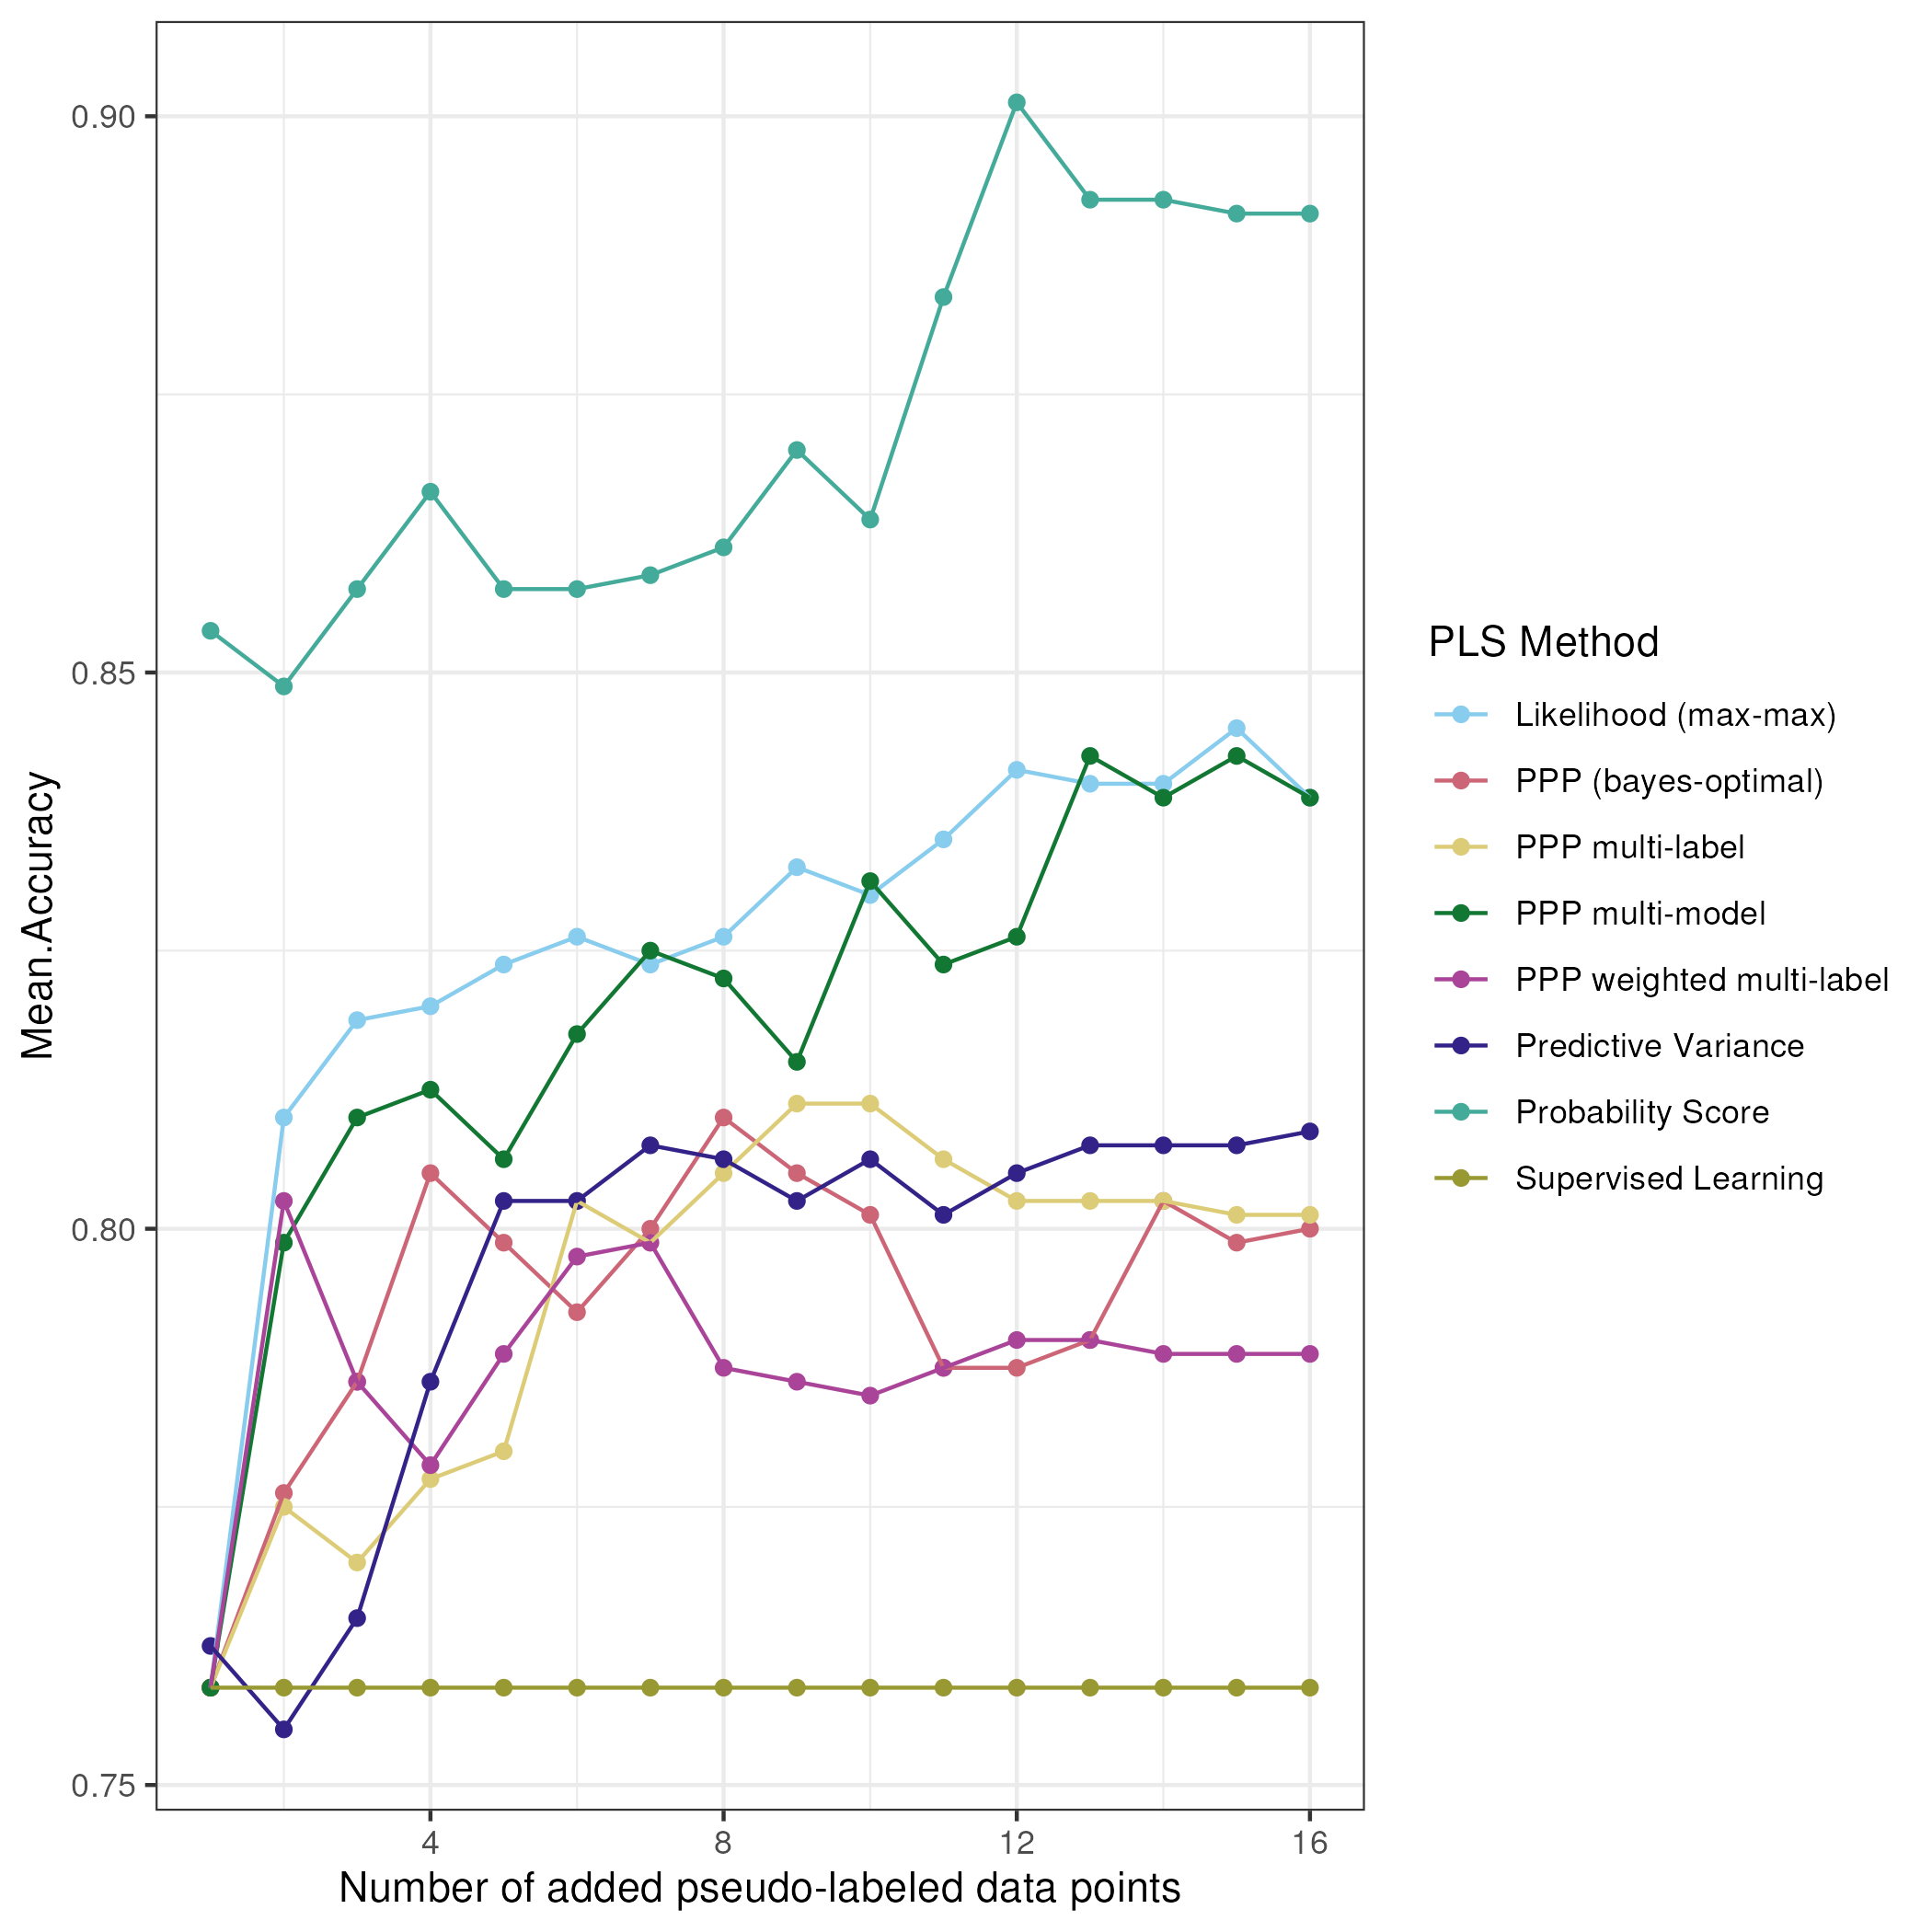 0.90
0.85
0.80
0.75
Mean.Accuracy
4 8 12 16
Number of added pseudo-labeled data points
PLS Method
Likelihood (max-max)
PPP (bayes-optimal)
PPP multi-label
PPP multi-model
PPP weighted multi-label
Predictive Variance
Probability Score
Supervised Learning